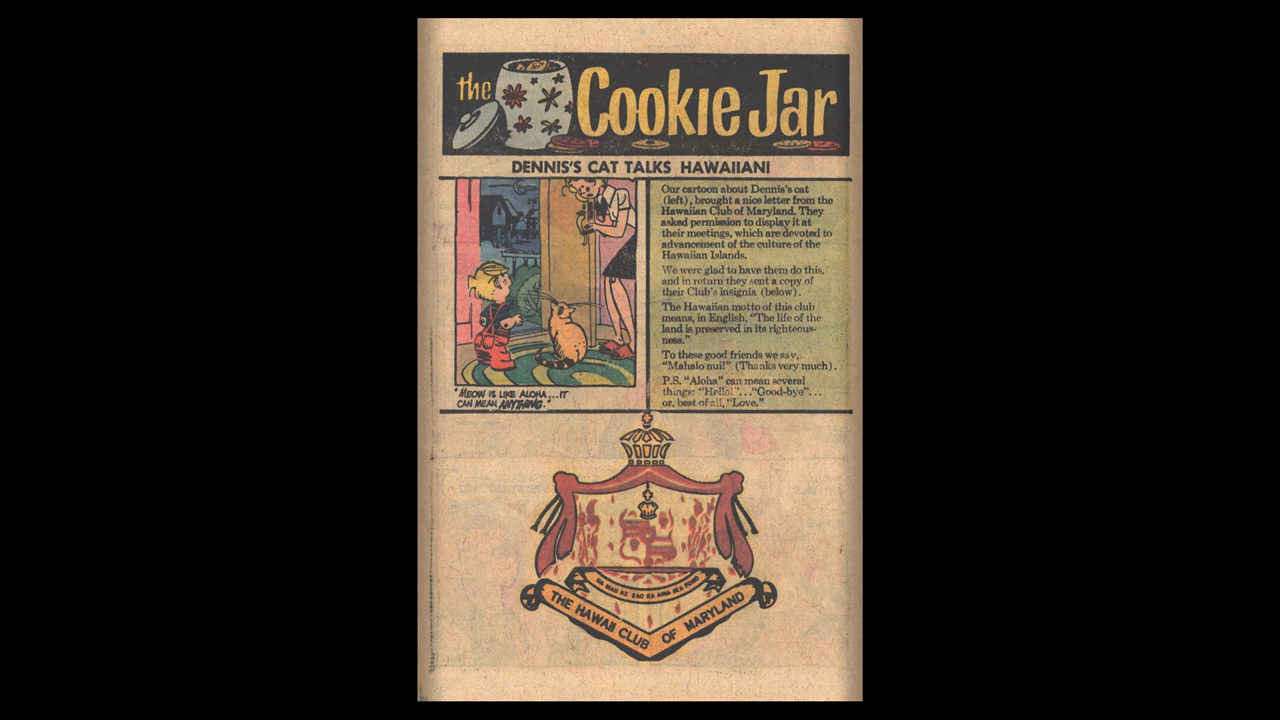 the Cookie Jar
DENNIS'S CAT TALKS HAWAIIAN!
Our cartoon about Dennis's cat
(left), brought a nice letter from the
Hawaiian Club of Maryland. They
asked permission to display it at
their meetings, which are devoted to
advancement of the culture of the
Hawaiian Islands.
We were glad to have them do this,
and in return they sent a copy of
their Club's insignia (below).
The Hawaiian motto of this club
means, in English, "The life of the
land is preserved in its righteous-
ness."
To these good friends we say,
"Mahalo nui!" (Thanks very much).
P.S. "Aloha" can mean several
things: "Hello!"..."Good-bye"...
or, best of all, "Love."
"MEOW IS LIKE ALOHA...IT
CAN MEAN ANYTHING."
UA MAU KE EAO KA AINA IKA PONO
THE HAWAII CLUB OF MARYLAND